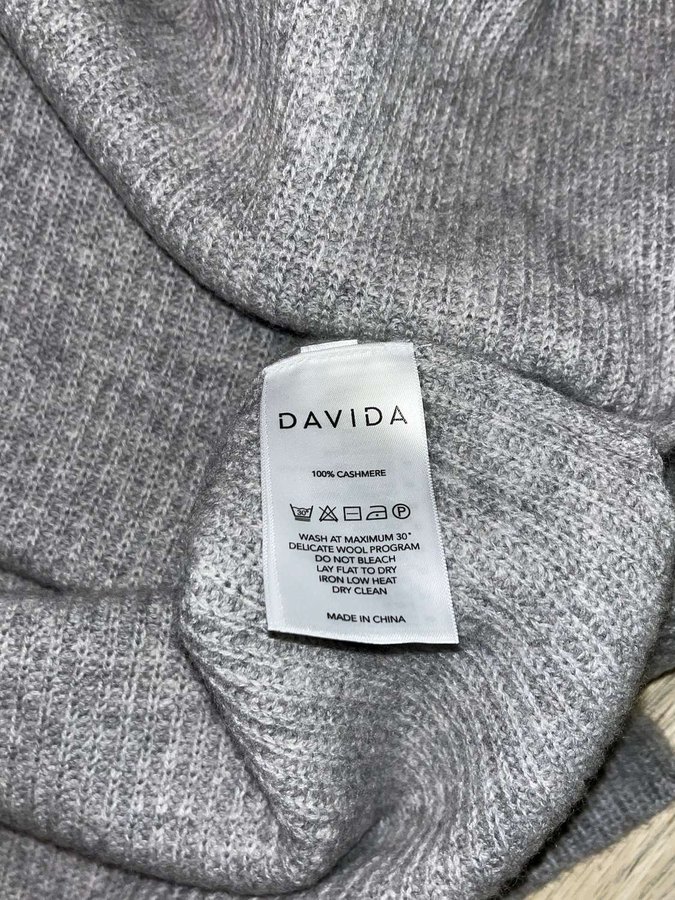 DAVIDA
100% CASHMERE
30°
P
WASH AT MAXIMUM 30°
DELICATE WOOL PROGRAM
DO NOT BLEACH
LAY FLAT TO DRY
IRON LOW HEAT
DRY CLEAN
MADE IN CHINA